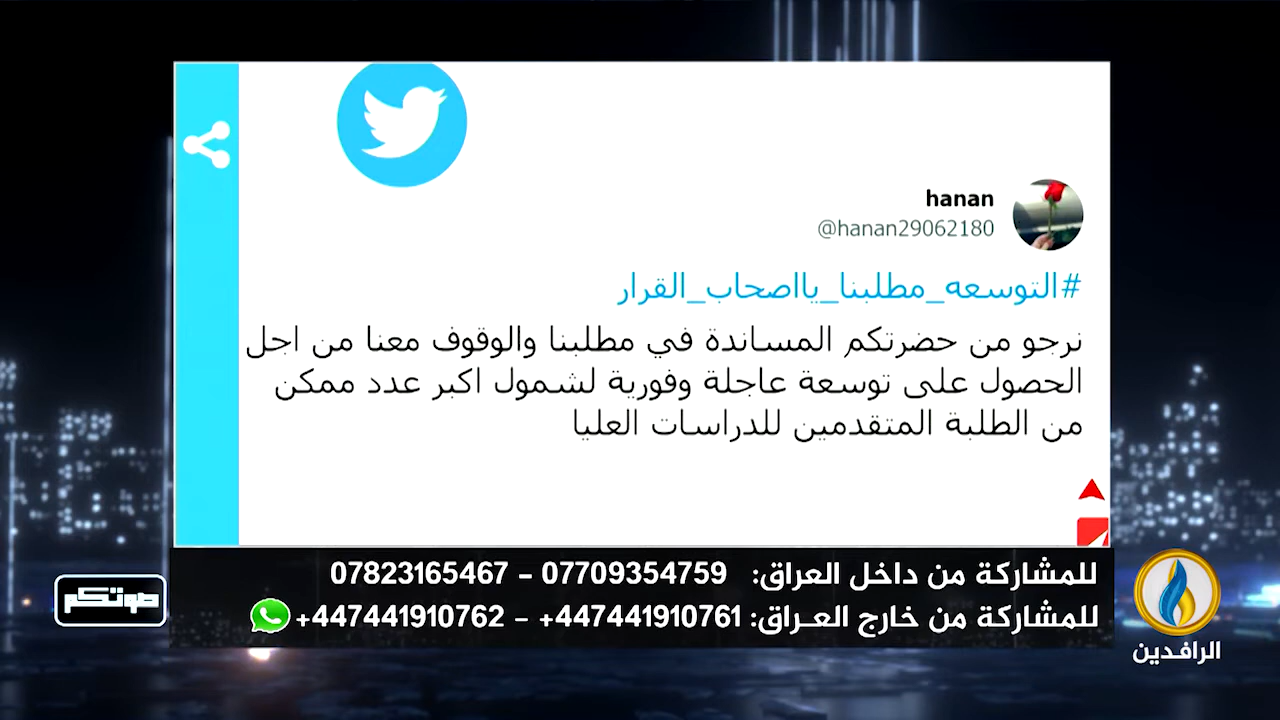 hanan
@hanan29062180
#التوسعه_مطلبنا_يااصحاب_القرار
نرجو من حضرتكم المساندة في مطلبنا والوقوف معنا من اجل
الحصول على توسعة عاجلة وفورية لشمول اكبر عدد ممكن
من الطلبة المتقدمين للدراسات العليا
للمشاركة من داخل العراق: 07709354759 - 07823165467
للمشاركة من خارج العـراق: 447441910761+ - 447441910762+
صوتكم
الرافدين